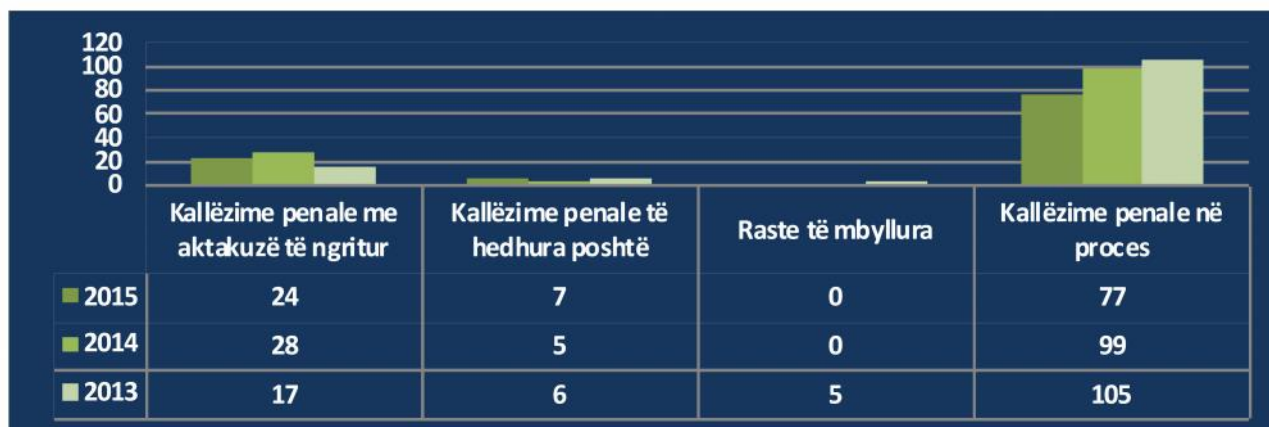 120
100
80
60
40
20
0
Kallëzime penale me aktakuzë të ngritur
Kallëzime penale të hedhura poshtë
Raste të mbyllura
Kallëzime penale në proces
2015 24 7 0 77
2014 28 5 0 99
2013 17 6 5 105